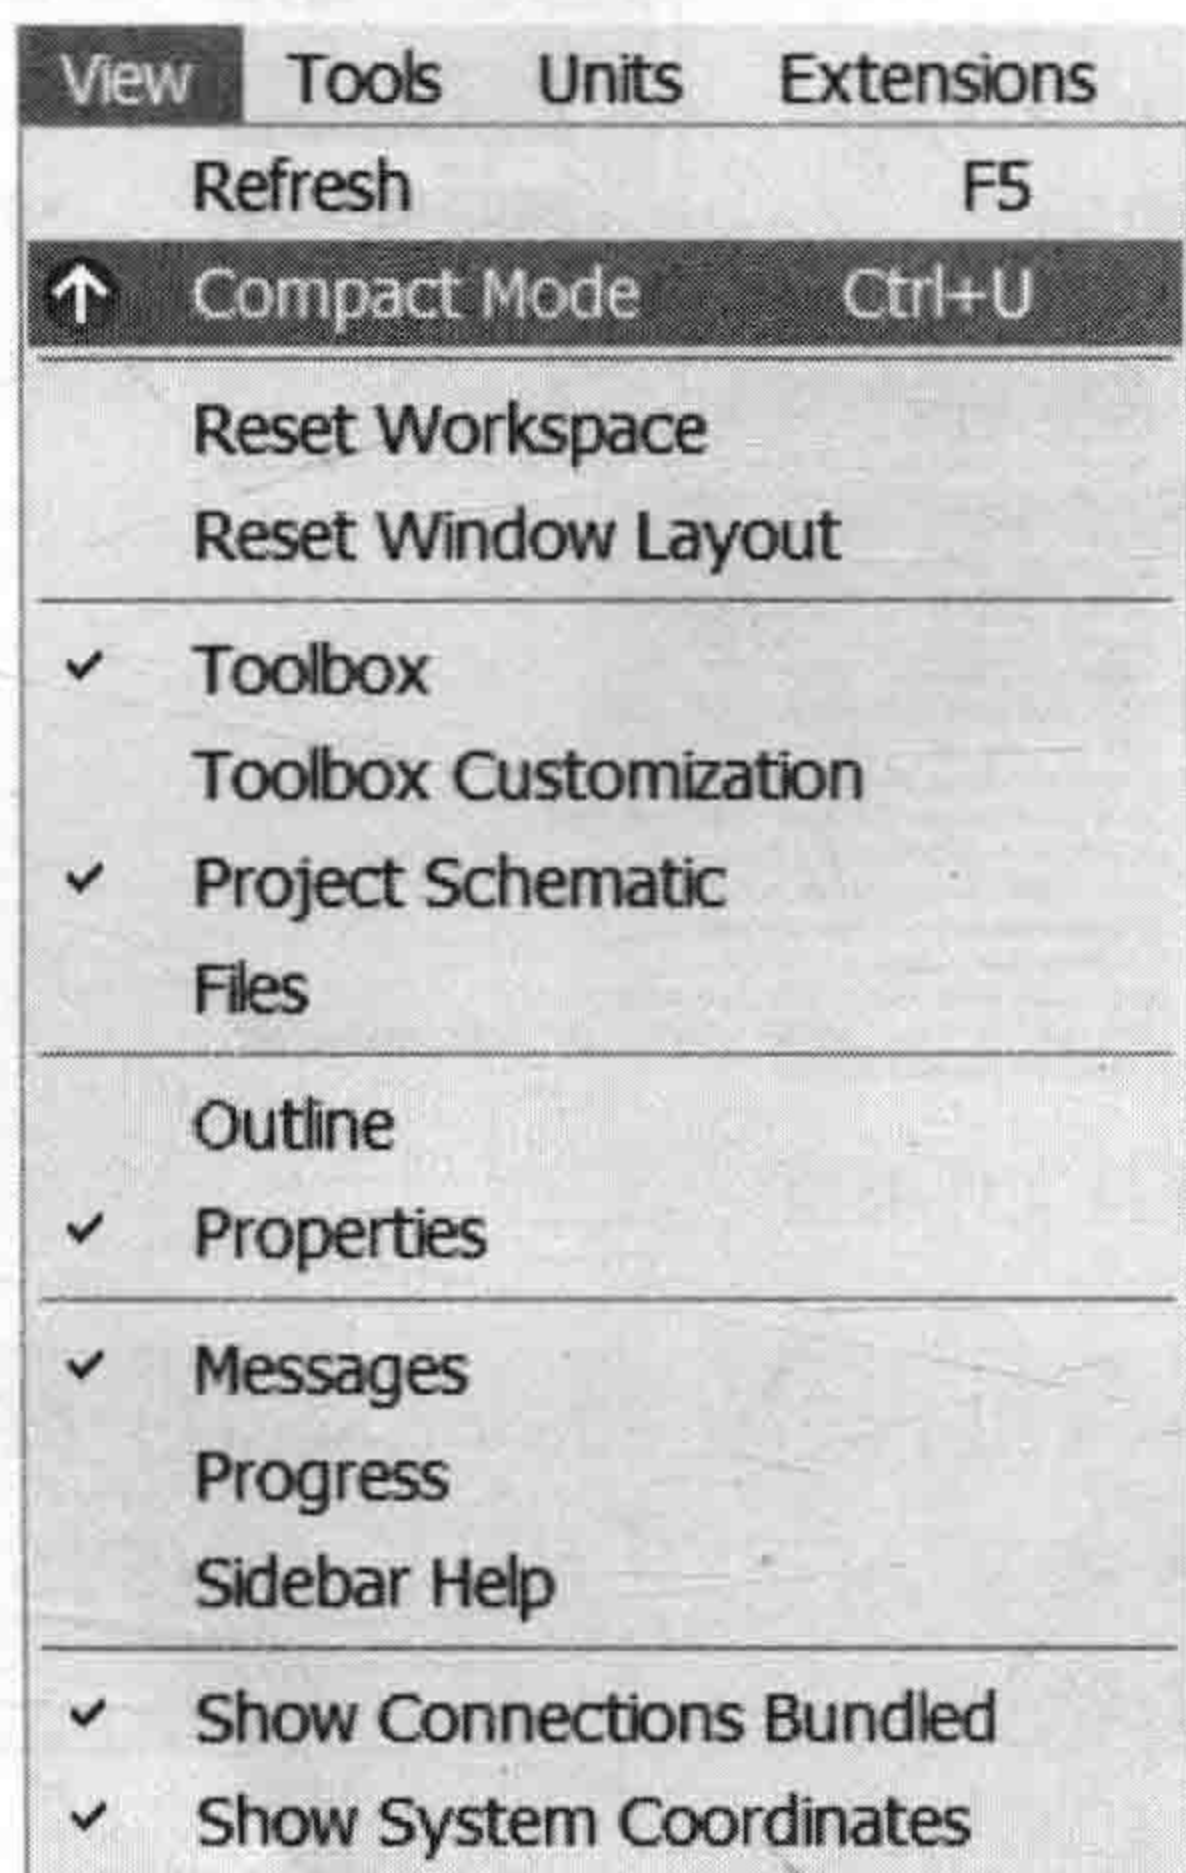 View Tools Units Extensions
Refresh F5
Compact Mode Ctrl+U
Reset Workspace
Reset Window Layout
✓ Toolbox
Toolbox Customization
✓ Project Schematic
Files
Outline
✓ Properties
✓ Messages
Progress
Sidebar Help
✓ Show Connections Bundled
✓ Show System Coordinates